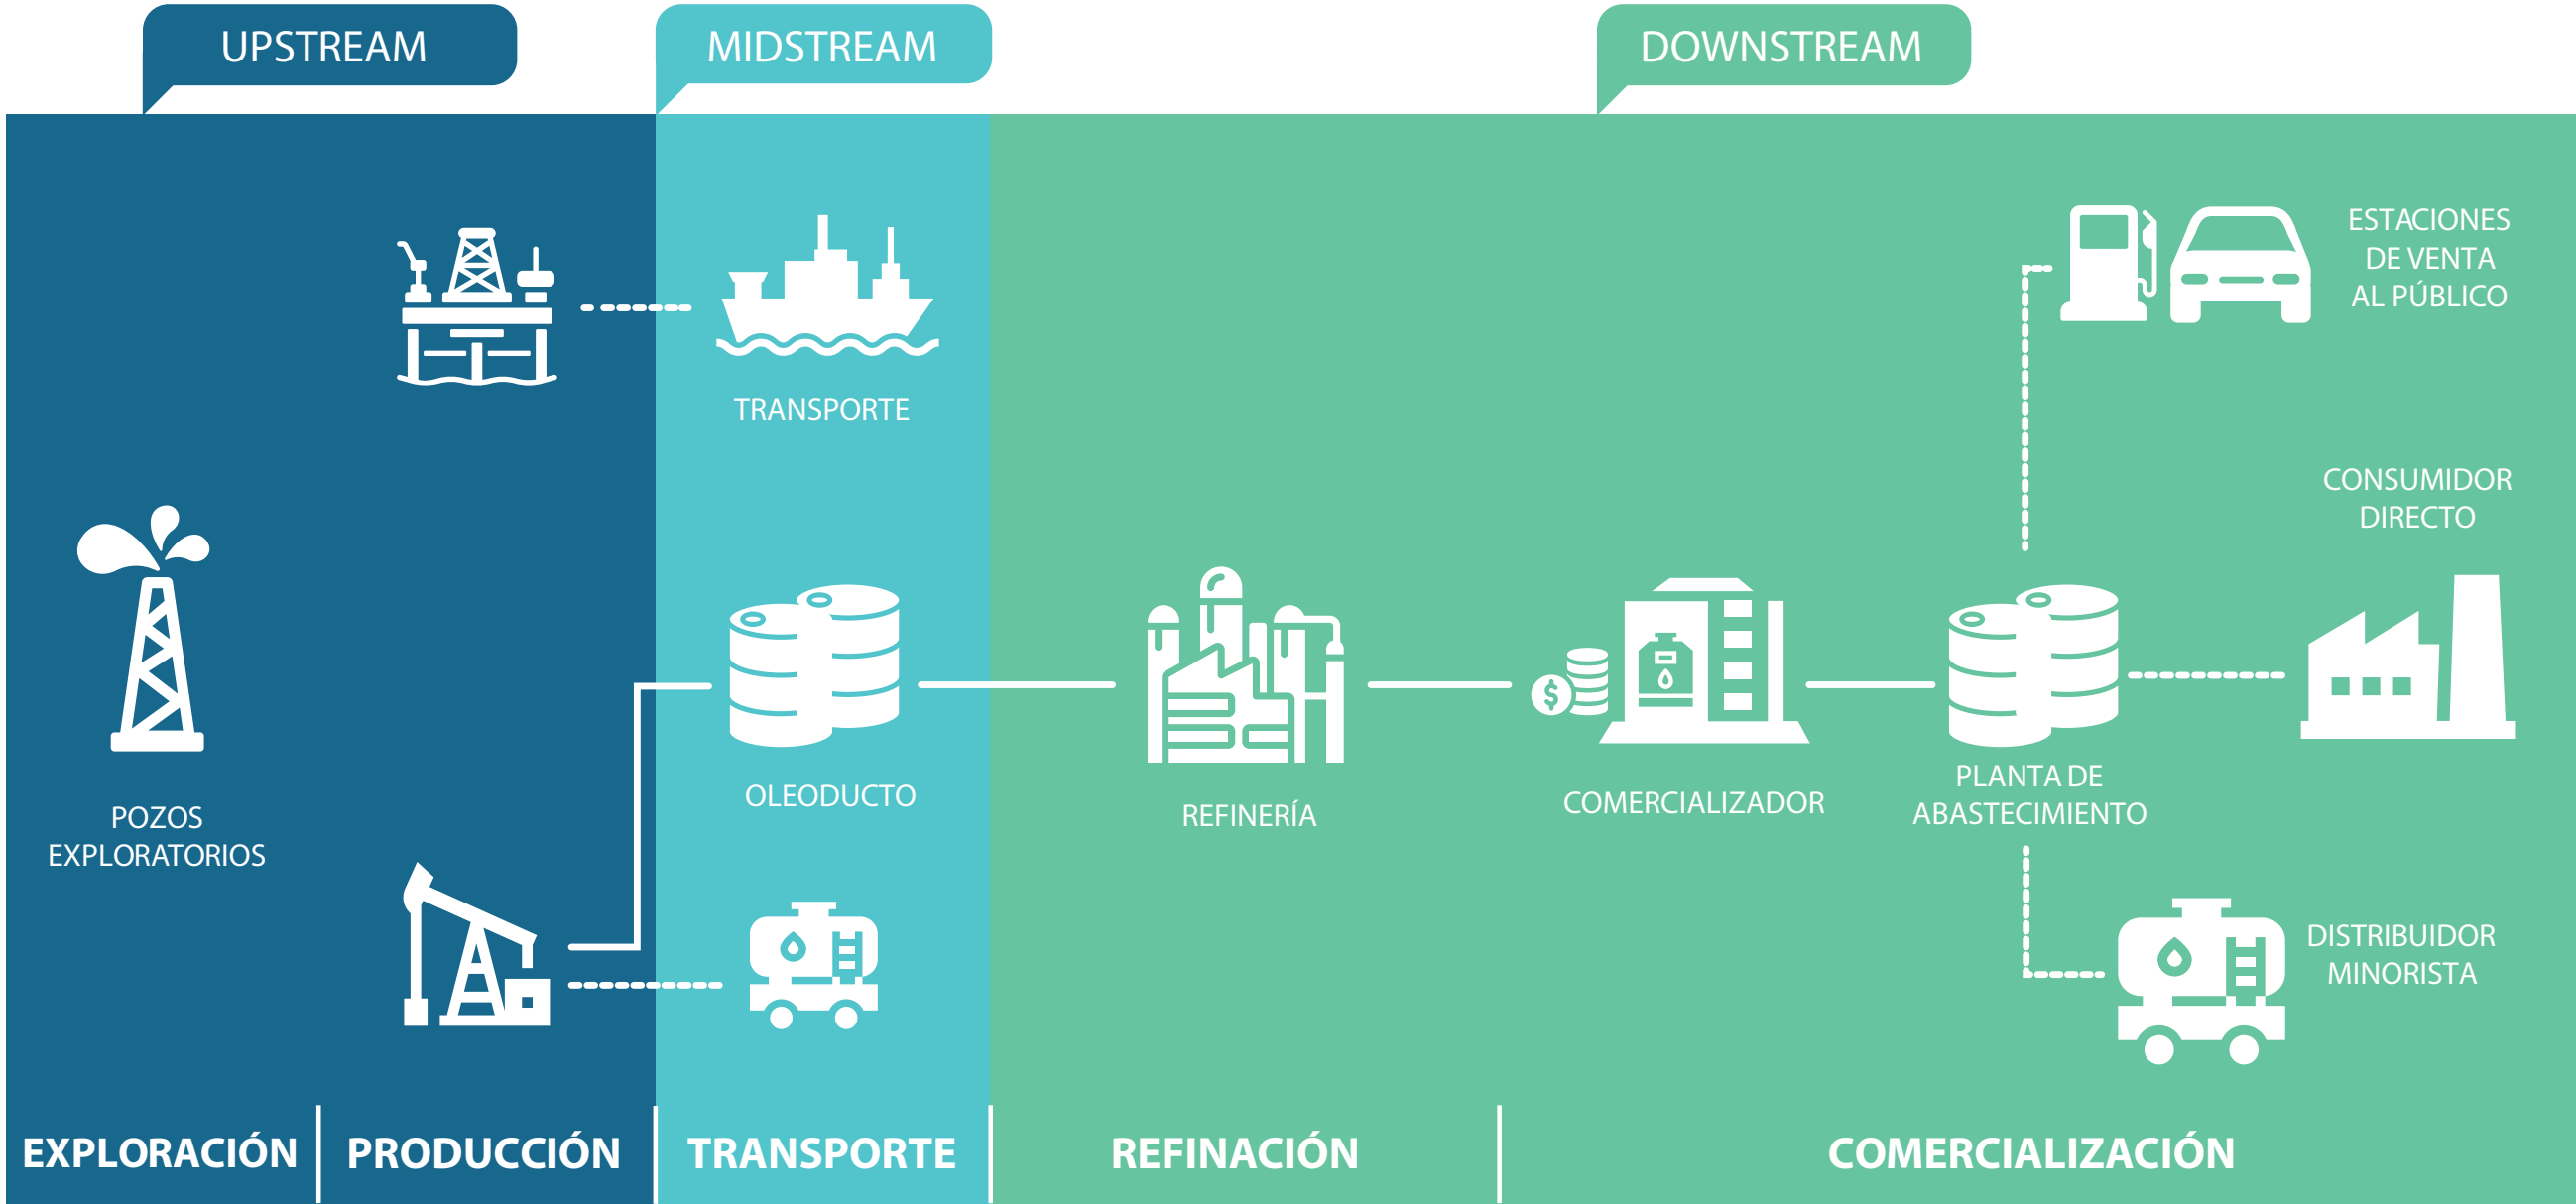 UPSTREAM
MIDSTREAM
DOWNSTREAM
POZOS
EXPLORATORIOS
TRANSPORTE
OLEODUCTO
REFINERÍA
COMERCIALIZADOR
PLANTA DE
ABASTECIMIENTO
ESTACIONES
DE VENTA
AL PÚBLICO
CONSUMIDOR
DIRECTO
DISTRIBUIDOR
MINORISTA
$
EXPLORACIÓN
PRODUCCIÓN
TRANSPORTE
REFINACIÓN
COMERCIALIZACIÓN